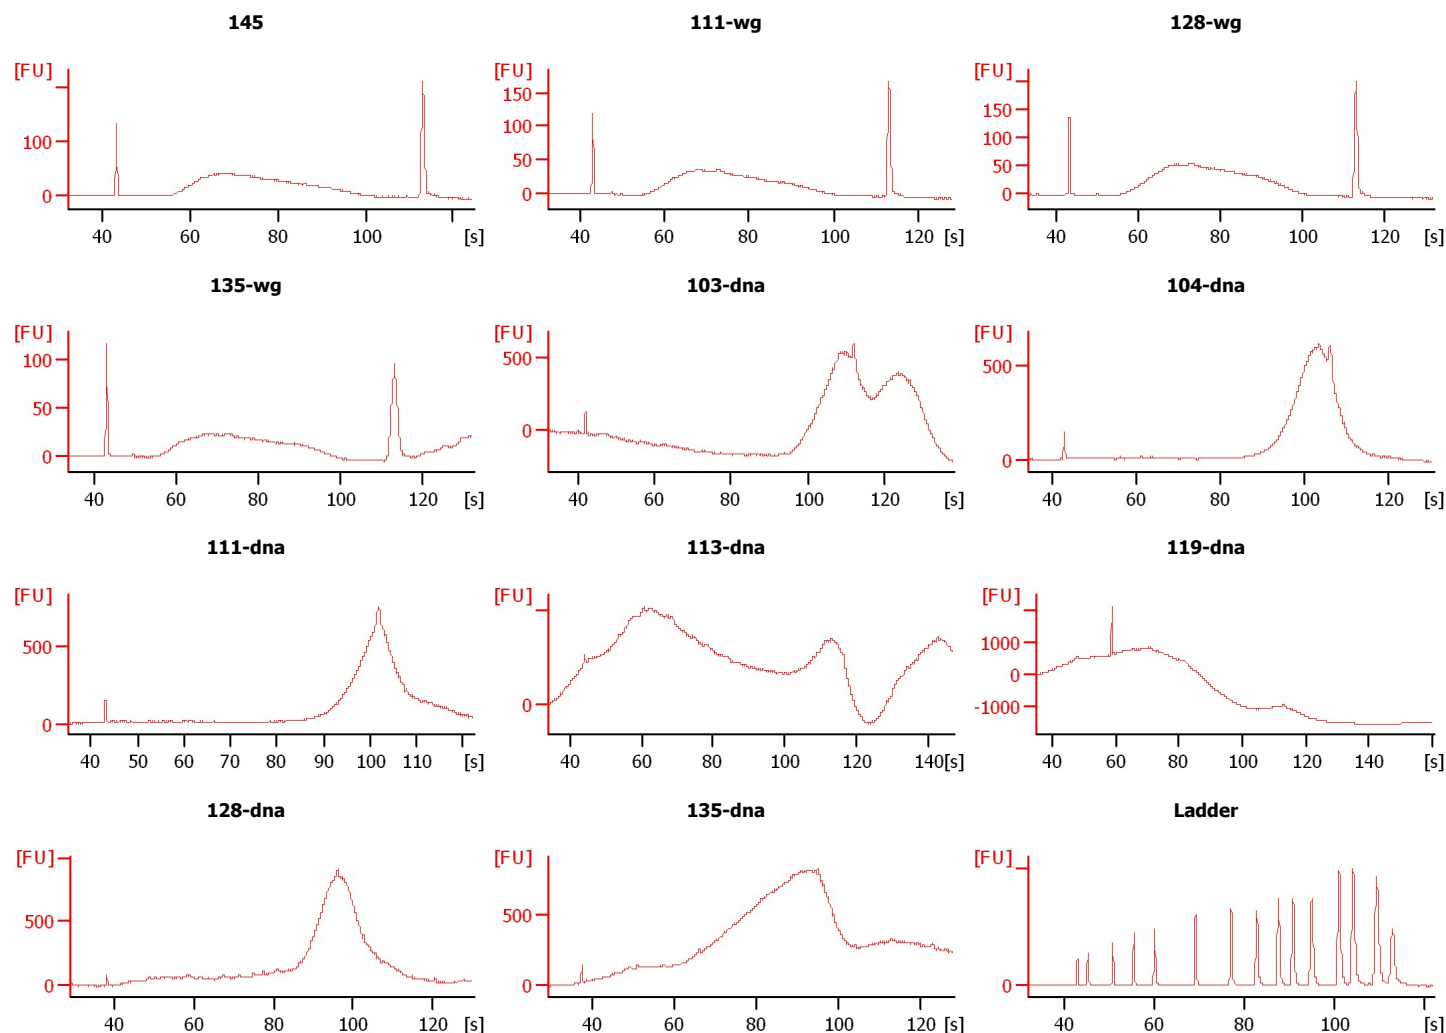 145
111-wg
128-wg
[FU]
100
0
40 60 80 100 [s]
[FU]
150
100
50
0
40 60 80 100 120 [s]
[FU]
150
100
50
0
40 60 80 100 120 [s]
135-wg
103-dna
104-dna
[FU]
100
50
0
40 60 80 100 120 [s]
[FU]
500
0
40 60 80 100 120 [s]
[FU]
500
0
40 60 80 100 120 [s]
111-dna
113-dna
119-dna
[FU]
500
0
40 50 60 70 80 90 100 110 [s]
[FU]
0
40 60 80 100 120 140[s]
[FU]
1000
0
-1000
40 60 80 100 120 140 [s]
128-dna
135-dna
Ladder
[FU]
500
0
40 60 80 100 120 [s]
[FU]
500
0
40 60 80 100 120 [s]
[FU]
0
40 60 80 100 [s]